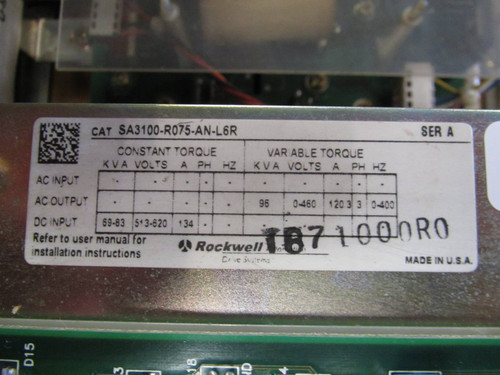 CAT SA3100-R075-AN-L6R SER A
CONSTANT TORQUE VARIABLE TORQUE
KVA VOLTS A PH HZ KVA VOLTS A PH HZ
AC INPUT - - - - - - - - - -
AC OUTPUT - - - - - 96 0-460 120.3 3 0-400
DC INPUT 69-83 513-620 134 - - - - - - -
Refer to user manual for
installation instructions
Rockwell
Drive Systems
1000R0
MADE IN U.S.A.
D15